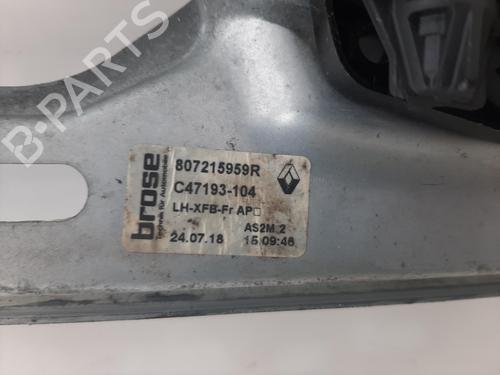 B-PARTS
brose
Technik für Automobile
807215959R
C47193-104
LH-XFB-Fr AP□
AS2M 2
24.07.18 15:09:46